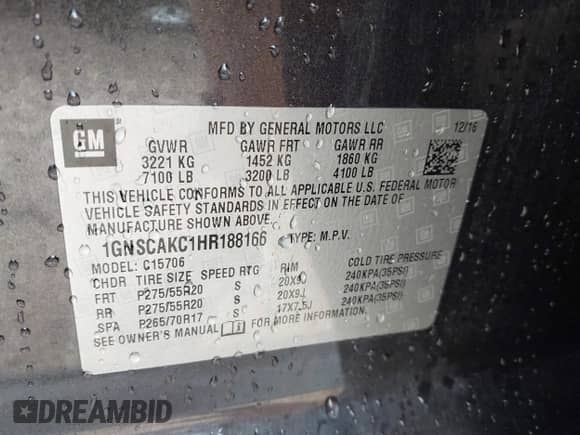 GM
MFD BY GENERAL MOTORS LLC 12/16
GVWR GAWR FRT GAWR RR
3221 KG 1452 KG 1860 KG
7100 LB 3200 LB 4100 LB
THIS VEHICLE CONFORMS TO ALL APPLICABLE U.S. FEDERAL MOTOR
VEHICLE SAFETY STANDARDS IN EFFECT ON THE DATE OF
MANUFACTURE SHOWN ABOVE.
1GNSCAKC1HR188166 TYPE: M.P.V.
MODEL: C15706
CHDR TIRE SIZE SPEED RTG RIM COLD TIRE PRESSURE
FRT P275/55R20 S 20X9J 240KPA(35PSI)
RR P275/55R20 S 20X9J 240KPA(35PSI)
SPA P265/70R17 S 17X7.5J 240KPA(35PSI)
SEE OWNER'S MANUAL FOR MORE INFORMATION.
DREAMBID